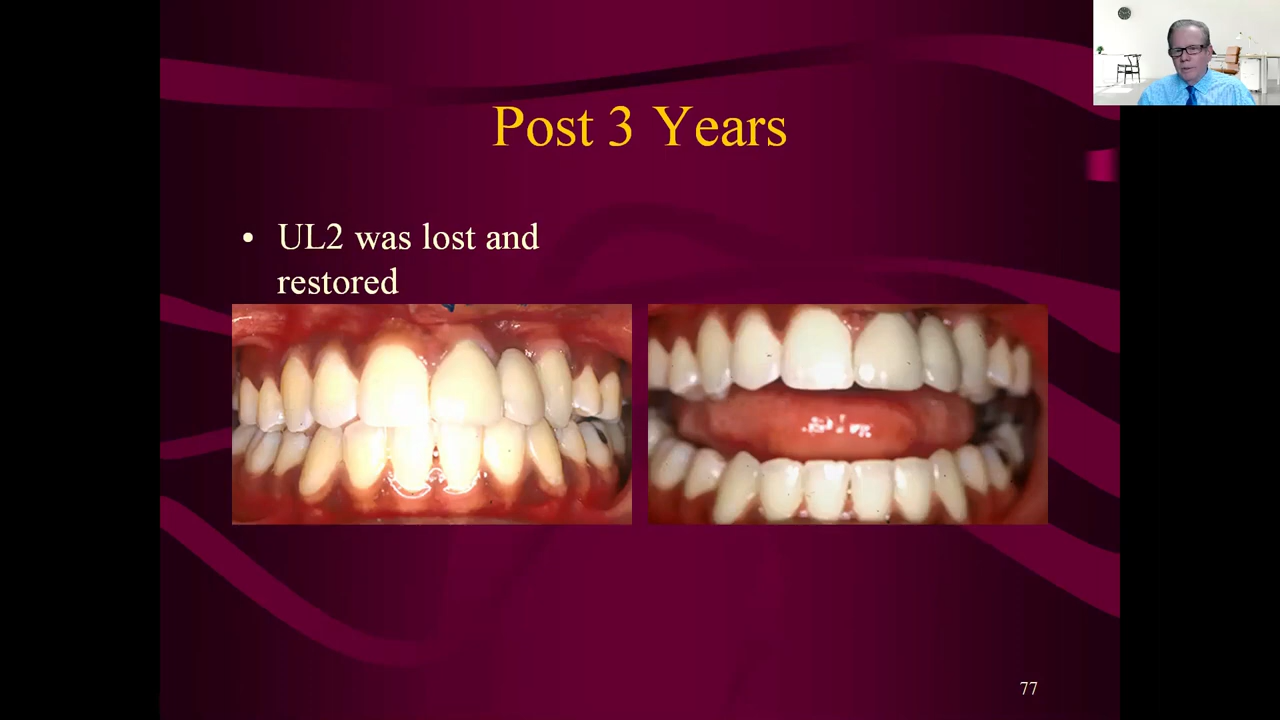 Post 3 Years
• UL2 was lost and
restored
77